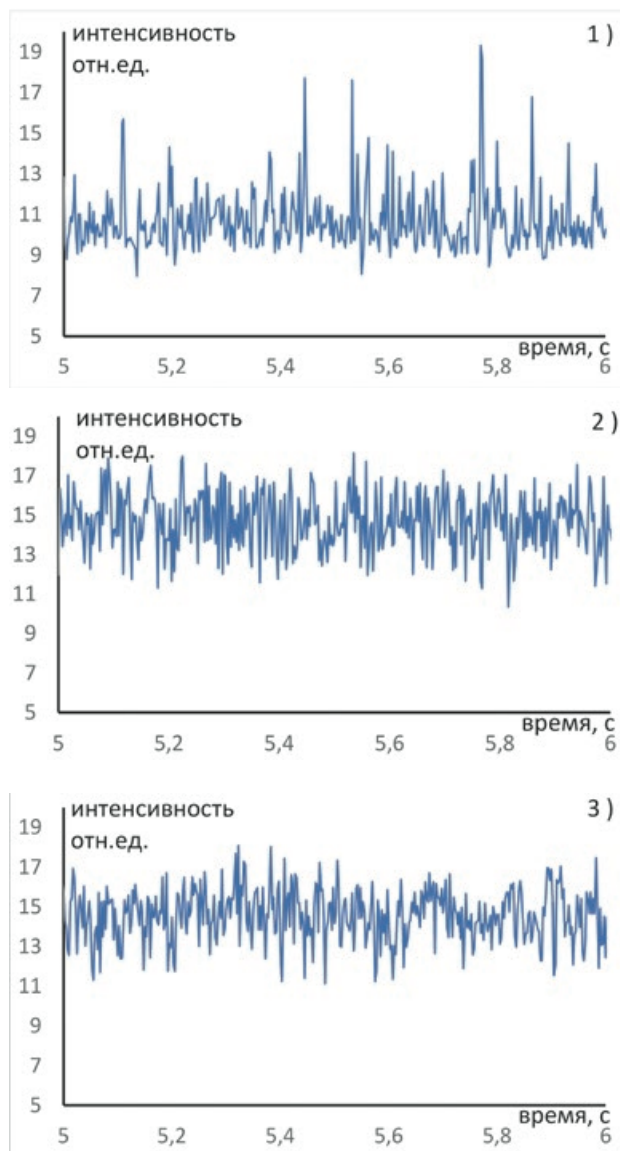 интенсивность
отн.ед.
1 )
19
17
15
13
11
9
7
5
время, с
5 5,2 5,4 5,6 5,8 6
интенсивность
отн.ед.
2 )
19
17
15
13
11
9
7
5
время, с
5 5,2 5,4 5,6 5,8 6
интенсивность
отн.ед.
3 )
19
17
15
13
11
9
7
5
время, с
5 5,2 5,4 5,6 5,8 6